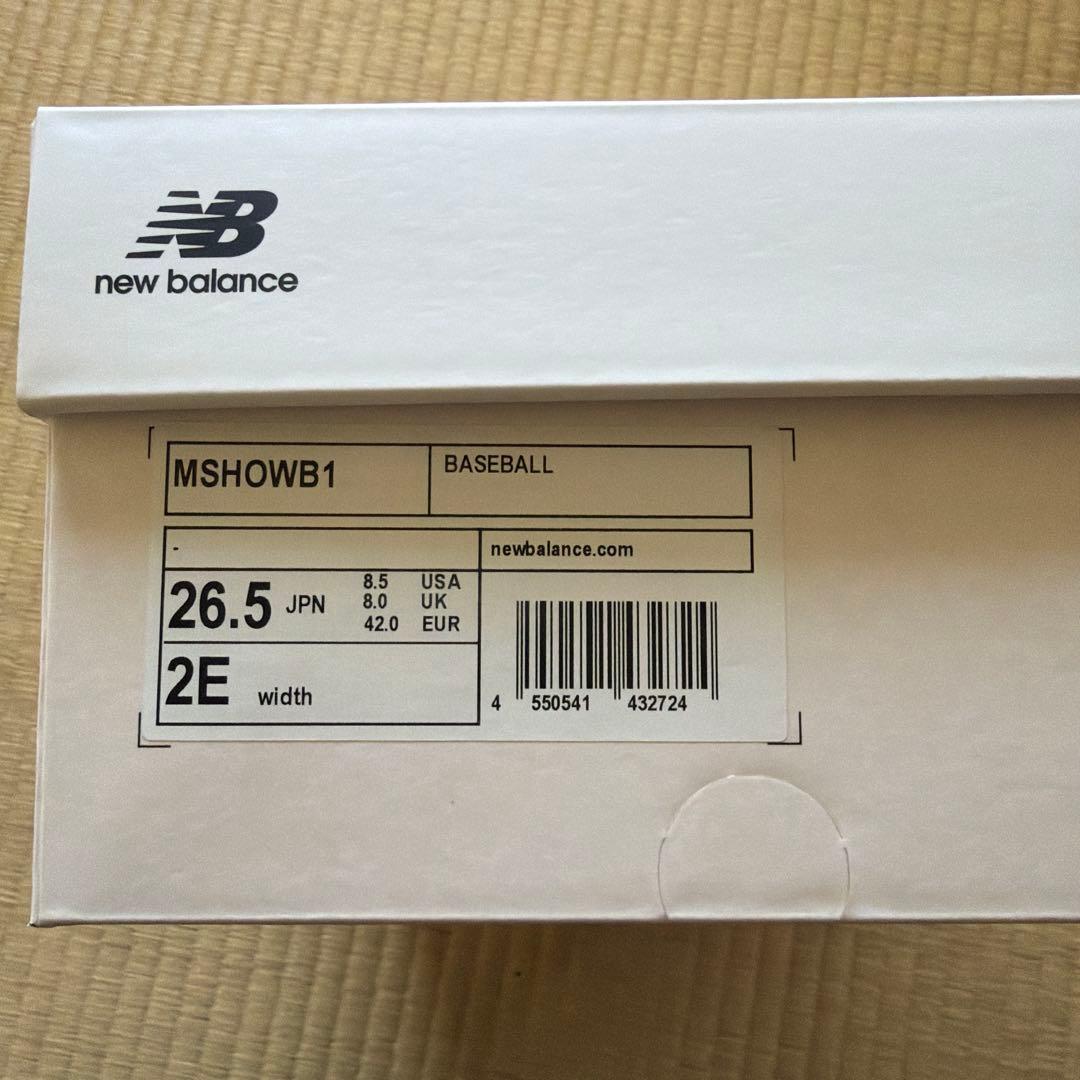 NB
new balance
MSHOWB1
BASEBALL
-
newbalance.com
26.5 JPN
8.5 USA
8.0 UK
42.0 EUR
2E width
4 550541 432724